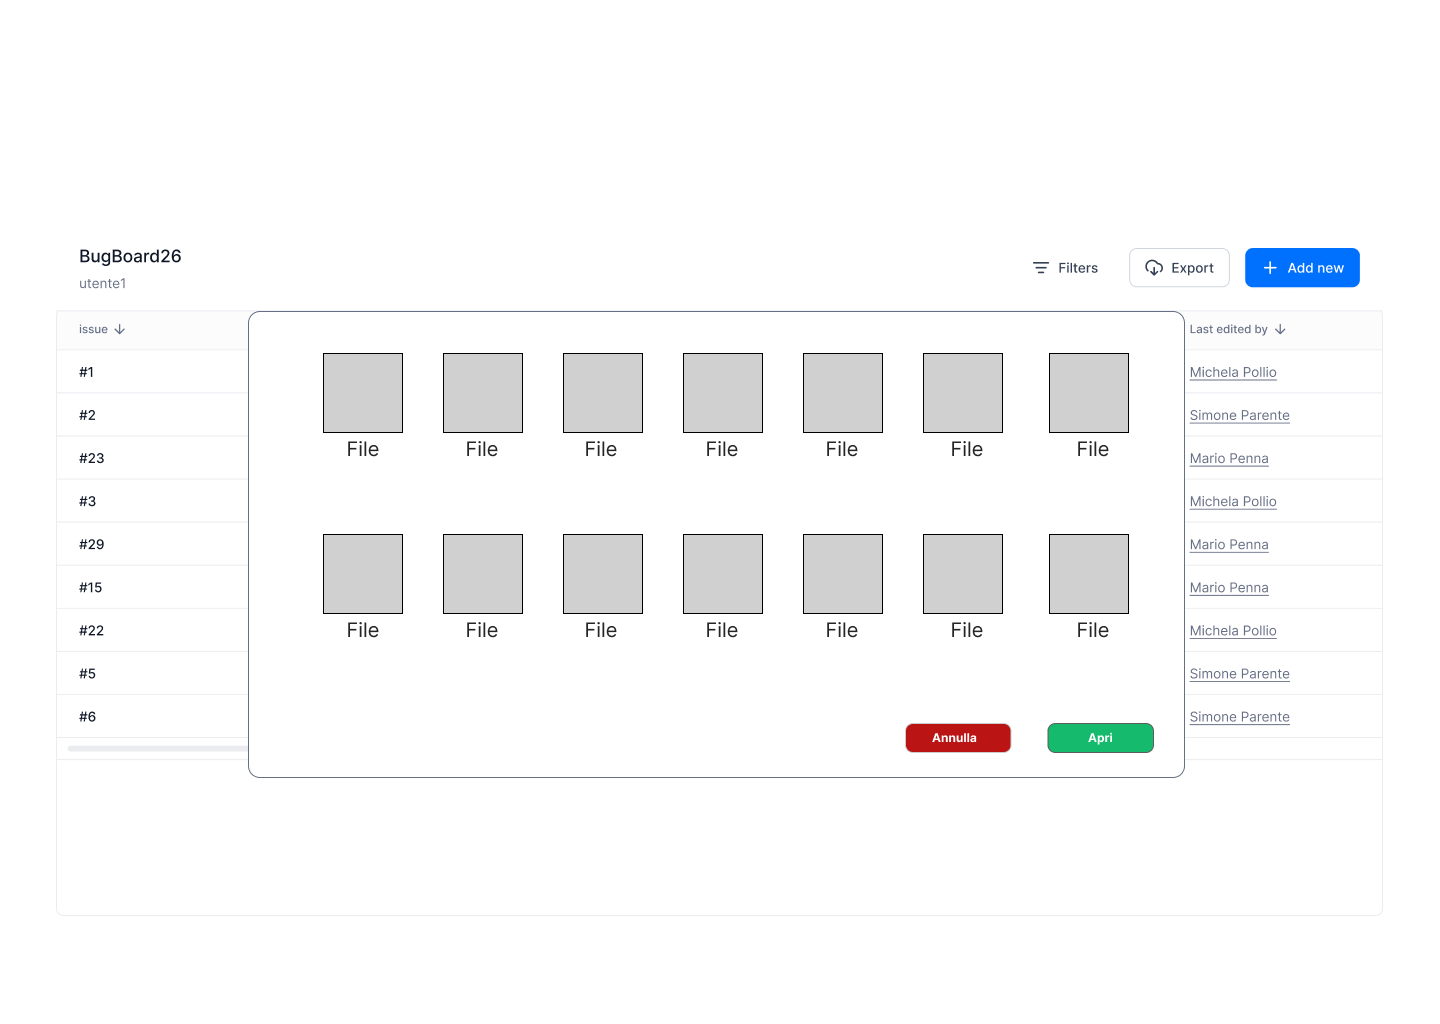 BugBoard26
utente1
Filters
Export
Add new
issue
Last edited by
#1
Michela Pollio
#2
Simone Parente
#23
Mario Penna
#3
Michela Pollio
#29
Mario Penna
#15
Mario Penna
#22
Michela Pollio
#5
Simone Parente
#6
Simone Parente
File File File File File File File
File File File File File File File
Annulla
Apri